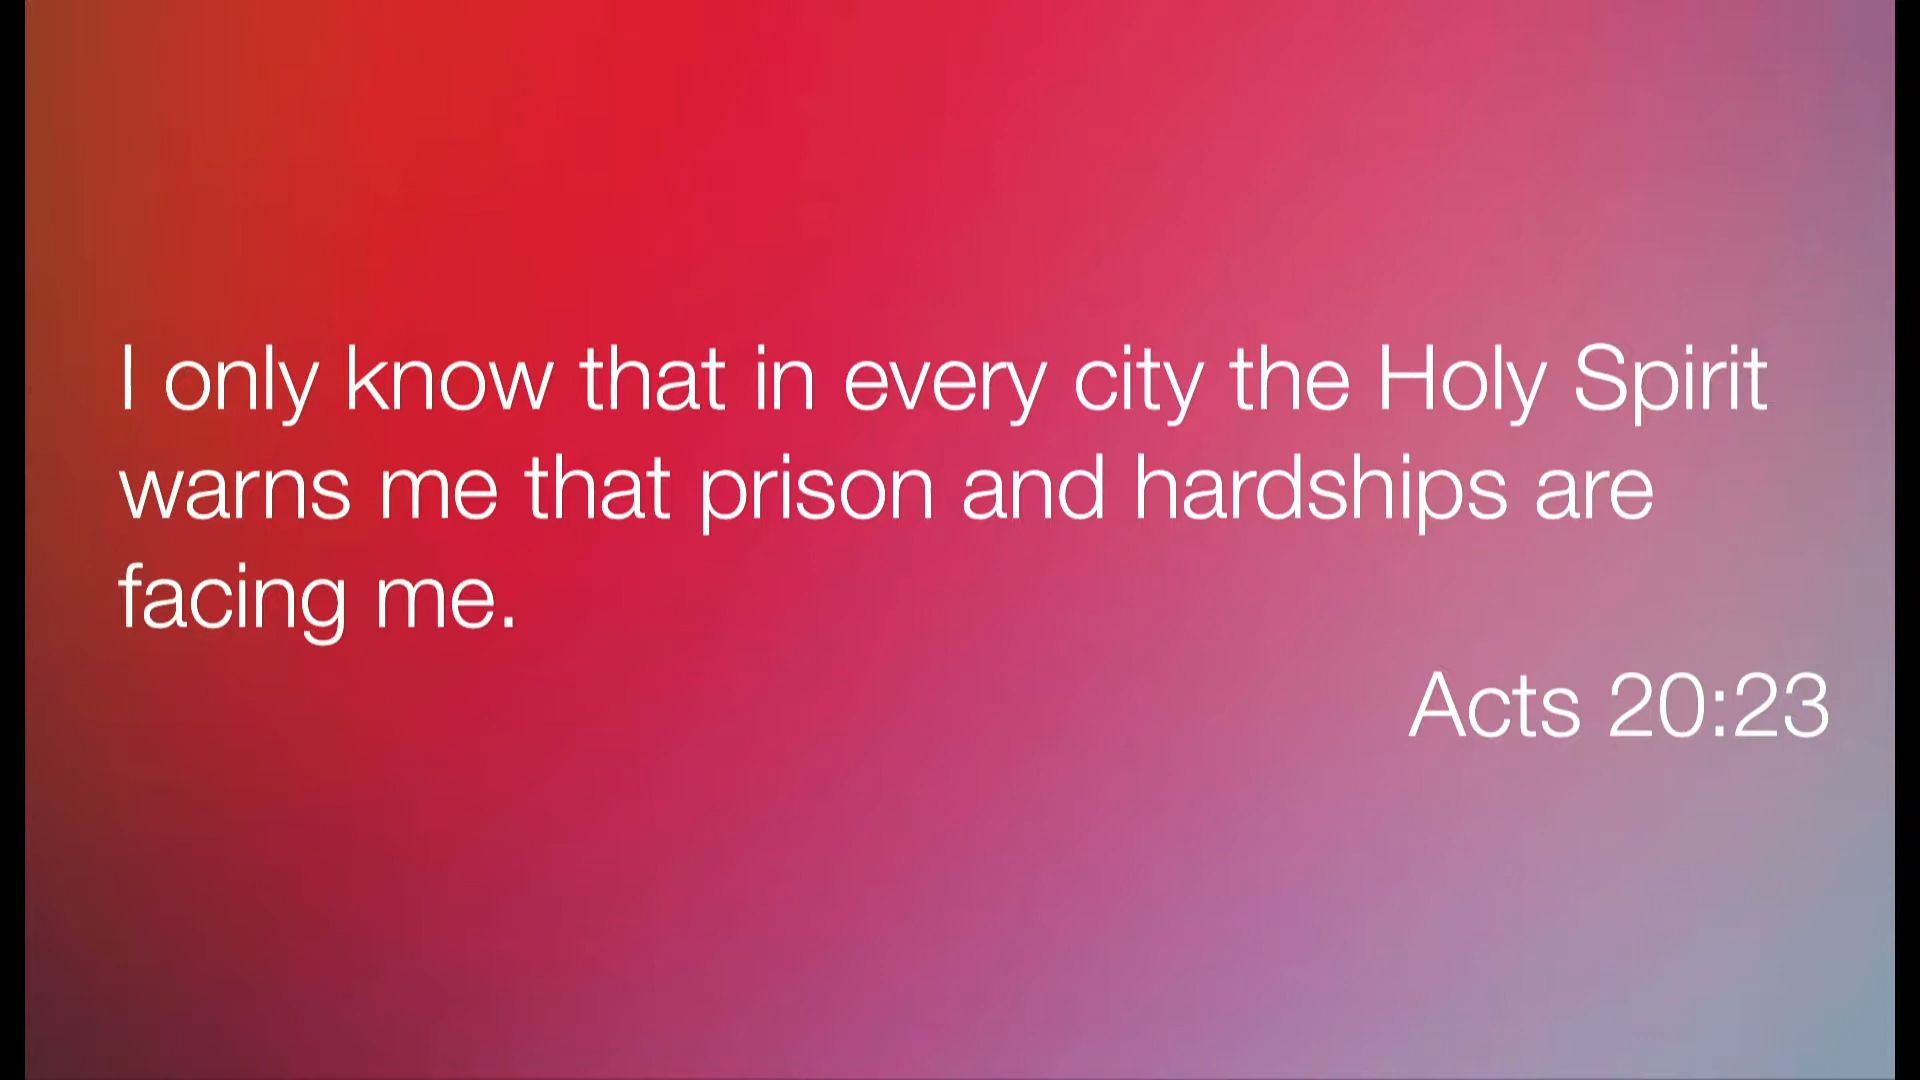 I only know that in every city the Holy Spirit
warns me that prison and hardships are
facing me.
Acts 20:23